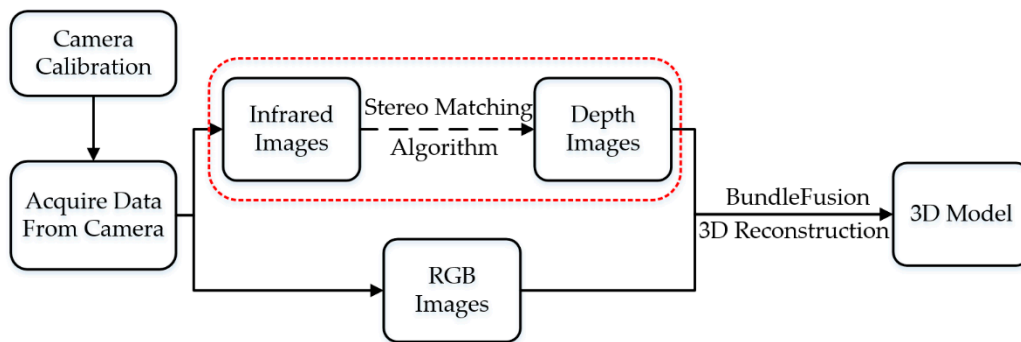 Camera
Calibration
Acquire Data
From Camera
Infrared
Images
Stereo Matching
Algorithm
Depth
Images
RGB
Images
BundleFusion
3D Reconstruction
3D Model